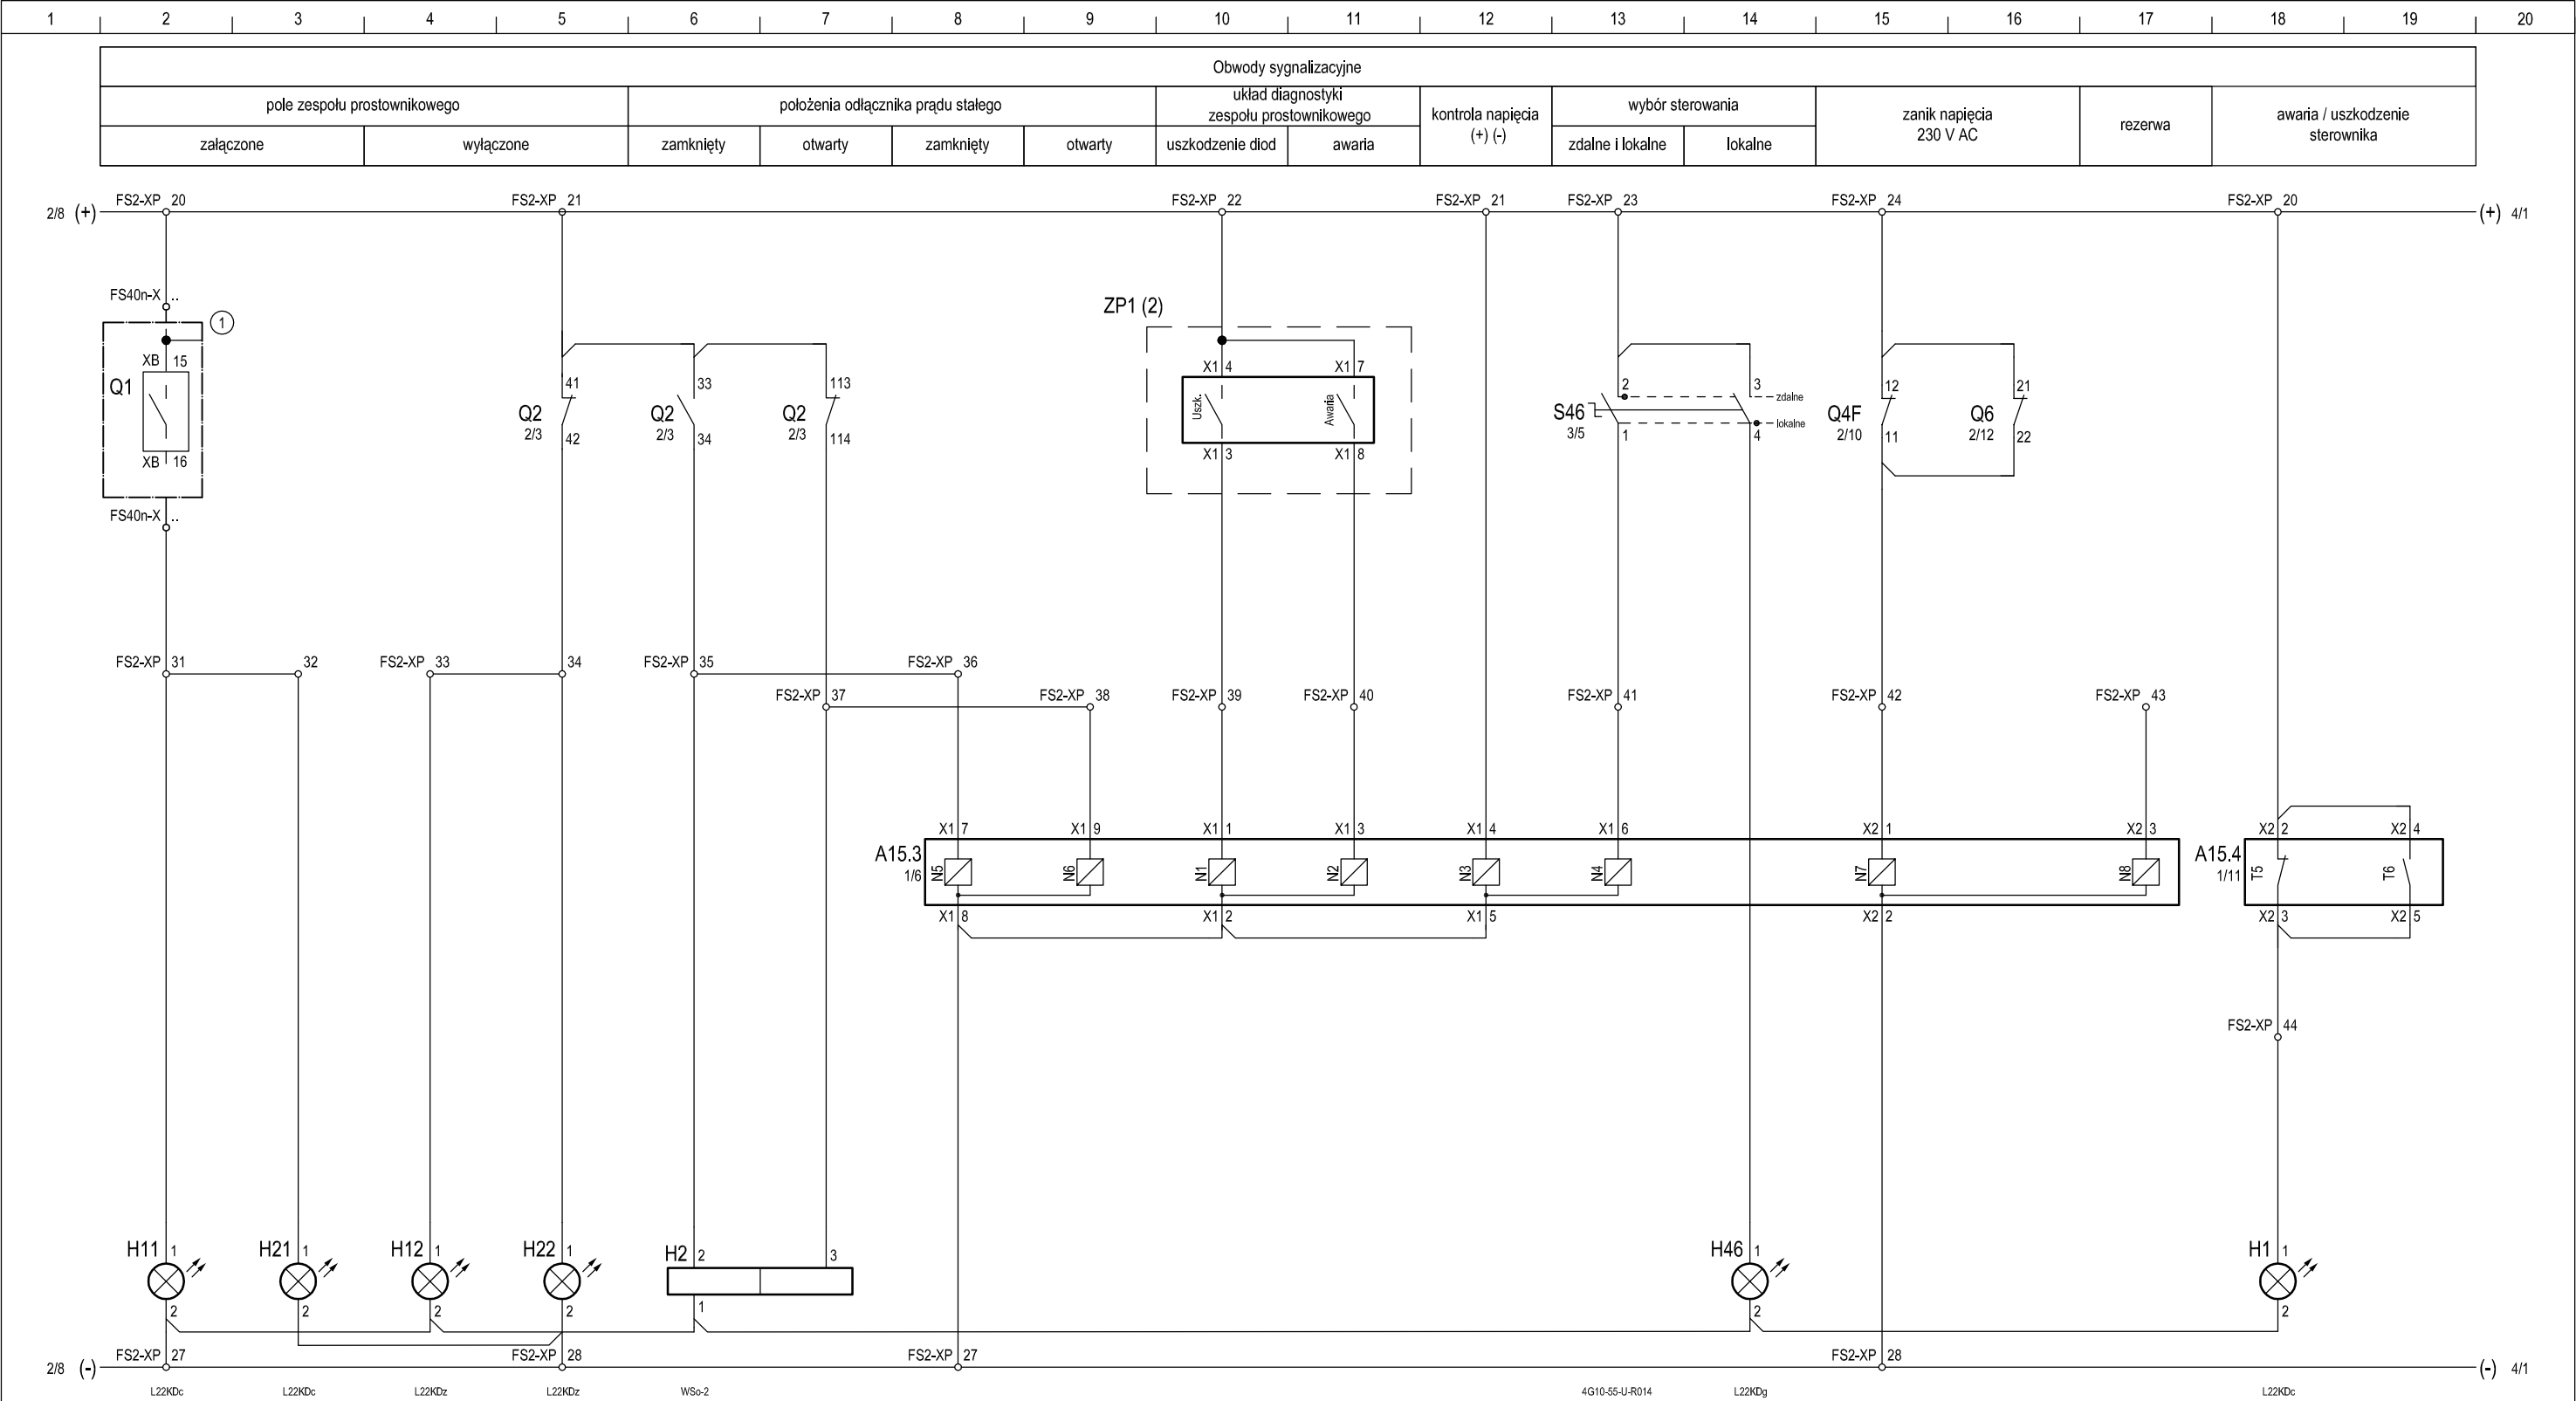 1 2 3 4 5 6 7 8 9 10 11 12 13 14 15 16 17 18 19 20
Obwody sygnalizacyjne
pole zespołu prostownikowego
położenia odłącznika prądu stałego
układ diagnostyki
zespołu prostownikowego
kontrola napięcia
(+) (-)
wybór sterowania
zanik napięcia
230 V AC
rezerwa
awaria / uszkodzenie
sterownika
załączone
wyłączone
zamknięty
otwarty
zamknięty
otwarty
uszkodzenie diod
awaria
zdalne i lokalne
lokalne
2/8 (+) FS2-XP 20 FS2-XP 21 FS2-XP 22 FS2-XP 21 FS2-XP 23 FS2-XP 24 FS2-XP 20 (+) 4/1
FS40n-X ..
1
XB 15
Q1
XB 16
FS40n-X ..
41
Q2
2/3
42
33
Q2
2/3
34
113
Q2
2/3
114
ZP1 (2)
X1 4 X1 7
Uszk. Awaria
X1 3 X1 8
2 3
zdalne
S46
3/5
lokalne
1 4
12
Q4F
2/10
11
21
Q6
2/12
22
FS2-XP 31 32 FS2-XP 33 34 FS2-XP 35 FS2-XP 36
FS2-XP 37 FS2-XP 38 FS2-XP 39 FS2-XP 40 FS2-XP 41 FS2-XP 42 FS2-XP 43
X1 7 X1 9 X1 1 X1 3 X1 4 X1 6 X2 1 X2 3 X2 2 X2 4
A15.3
1/6
N5 N6 N1 N2 N3 N4 N7 N8
A15.4
1/11
T5 T6
X1 8 X1 2 X1 5 X2 2 X2 3 X2 5
FS2-XP 44
H11 1 H21 1 H12 1 H22 1 H2 2 3 H46 1 H1 1
2 2 2 2 1 2 2
2/8 (-) FS2-XP 27 FS2-XP 28 FS2-XP 27 FS2-XP 28 (-) 4/1
L22KDc L22KDc L22KDz L22KDz WSo-2 4G10-55-U-R014 L22KDg L22KDc